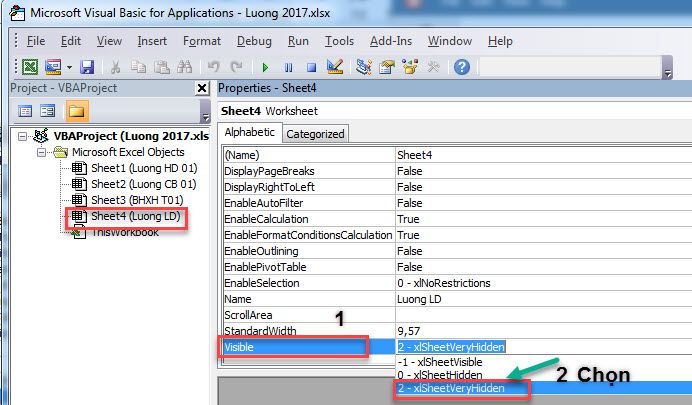 Microsoft Visual Basic for Applications - Luong 2017.xlsx
File Edit View Insert Format Debug Run Tools Add-Ins Window Help
Project - VBAProject
VBAProject (Luong 2017.xls
Microsoft Excel Objects
Sheet1 (Luong HD 01)
Sheet2 (Luong CB 01)
Sheet3 (BHXH T01)
Sheet4 (Luong LD)
ThisWorkbook
Properties - Sheet4
Sheet4 Worksheet
Alphabetic Categorized
(Name) Sheet4
DisplayPageBreaks False
DisplayRightToLeft False
EnableAutoFilter False
EnableCalculation True
EnableFormatConditionsCalculation True
EnableOutlining False
EnablePivotTable False
EnableSelection 0 - xlNoRestrictions
Name Luong LD
ScrollArea
1
StandardWidth 9,57
Visible 2 - xlSheetVeryHidden
-1 - xlSheetVisible
0 - xlSheetHidden
2 - xlSheetVeryHidden
2 Chọn